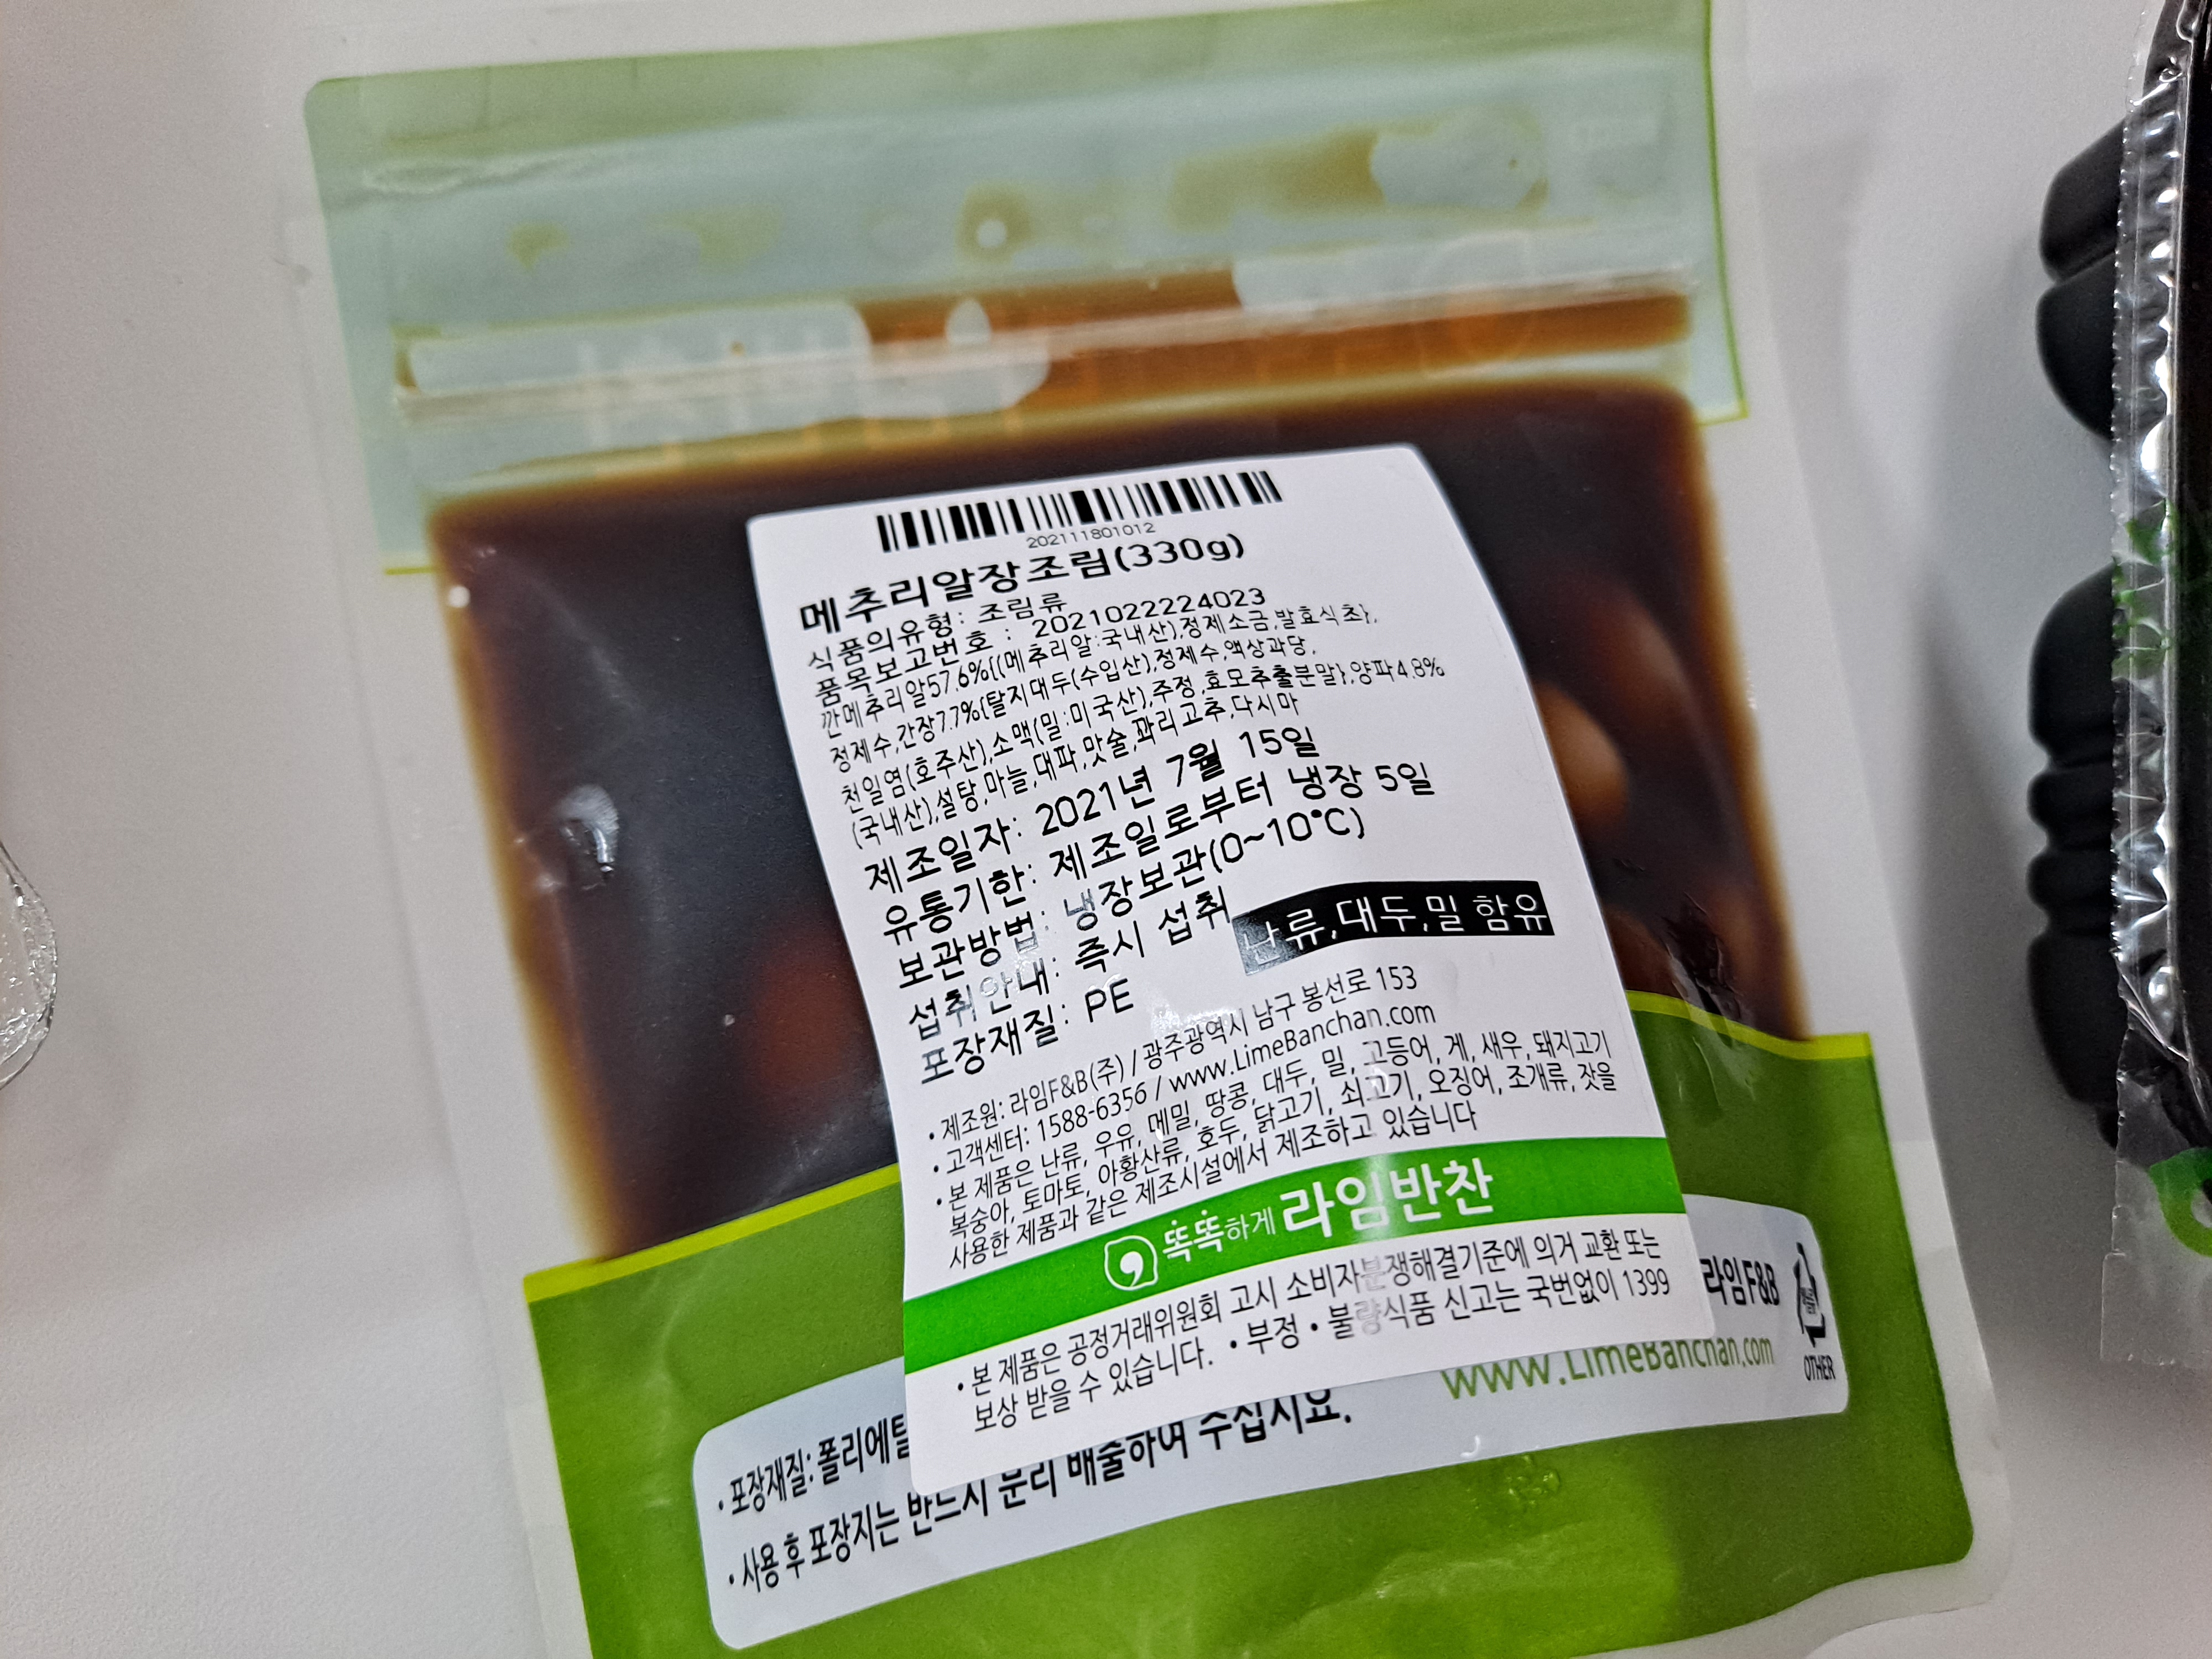 202111801012
메추리알장조림(330g)
식품의유형: 조림류
품목보고번호 : 2021022224023
깐메추리알57.6%{(메추리알:국내산),정제소금,발효식초},
정제수,간장7.7%{탈지대두(수입산),정제수,액상과당,
천일염(호주산),소맥(밀:미국산),주정,효모추출분말},양파4.8%
(국내산),설탕,마늘,대파,맛술,꽈리고추,다시마
제조일자: 2021년 7월 15일
유통기한: 제조일로부터 냉장 5일
보관방법: 냉장보관(0~10℃)
섭취안내: 즉시 섭취
난류,대두,밀 함유
포장재질: PE
• 제조원: 라임F&B(주) / 광주광역시 남구 봉선로 153
• 고객센터: 1588-6356 / www.LimeBanchan.com
• 본 제품은 난류, 우유, 메밀, 땅콩, 대두, 밀, 고등어, 게, 새우, 돼지고기
복숭아, 토마토, 아황산류, 호두, 닭고기, 쇠고기, 오징어, 조개류, 잣을
사용한 제품과 같은 제조시설에서 제조하고 있습니다
똑똑하게 라임반찬
• 본 제품은 공정거래위원회 고시 소비자분쟁해결기준에 의거 교환 또는
보상 받을 수 있습니다. • 부정 • 불량식품 신고는 국번없이 1399
라임F&B
www.LimeBanchan.com
OTHER
• 포장재질: 폴리에틸
• 사용 후 포장지는 반드시 분리 배출하여 주십시요.